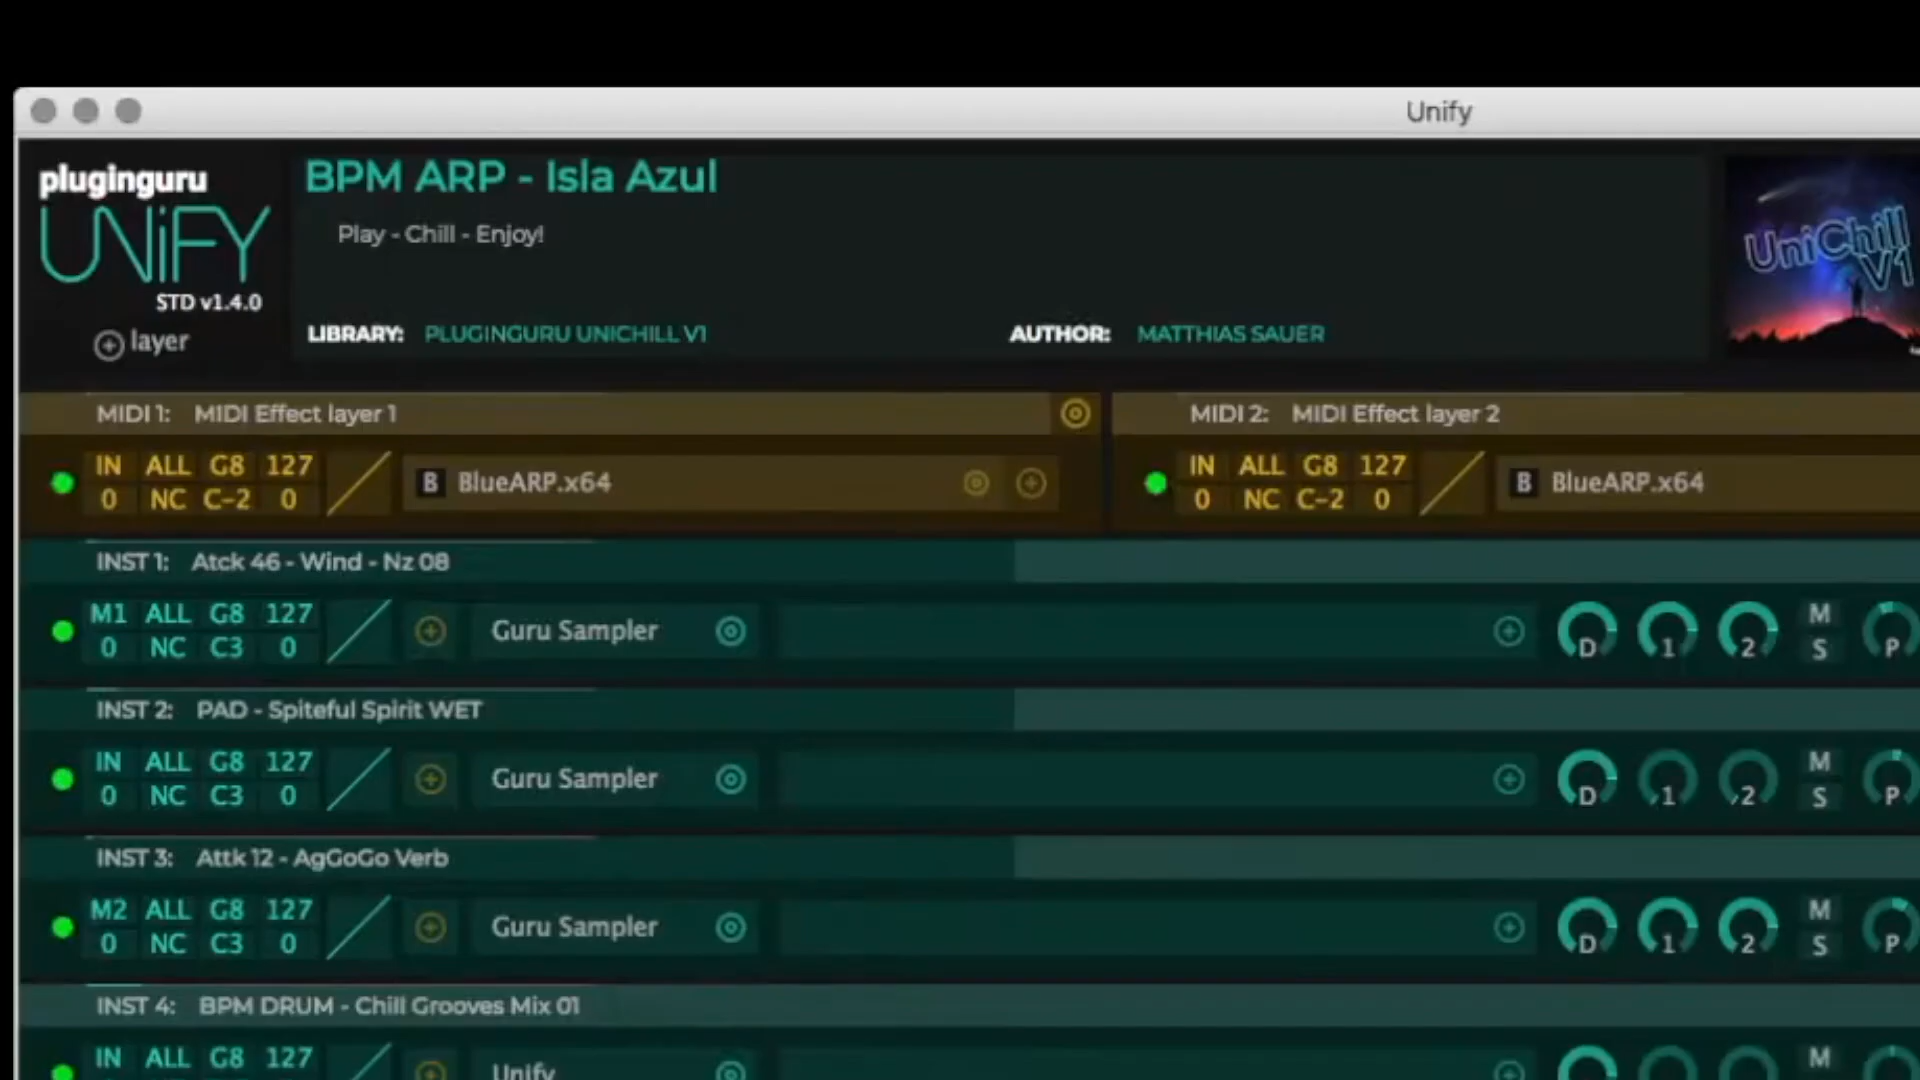 Unify
pluginguru
UNiFY
STD v1.4.0
layer
BPM ARP - Isla Azul
Play - Chill - Enjoy!
LIBRARY: PLUGINGURU UNICHILL V1
AUTHOR: MATTHIAS SAUER
UniChill
V1
MIDI 1: MIDI Effect layer 1
IN ALL G8 127
0 NC C-2 0
B BlueARP.x64
MIDI 2: MIDI Effect layer 2
IN ALL G8 127
0 NC C-2 0
B BlueARP.x64
INST 1: Atck 46 - Wind - Nz 08
M1 ALL G8 127
0 NC C3 0
Guru Sampler
D 1 2 M S P
INST 2: PAD - Spiteful Spirit WET
IN ALL G8 127
0 NC C3 0
Guru Sampler
D 1 2 M S P
INST 3: Attk 12 - AgGoGo Verb
M2 ALL G8 127
0 NC C3 0
Guru Sampler
D 1 2 M S P
INST 4: BPM DRUM - Chill Grooves Mix 01
IN ALL G8 127
Unify
M